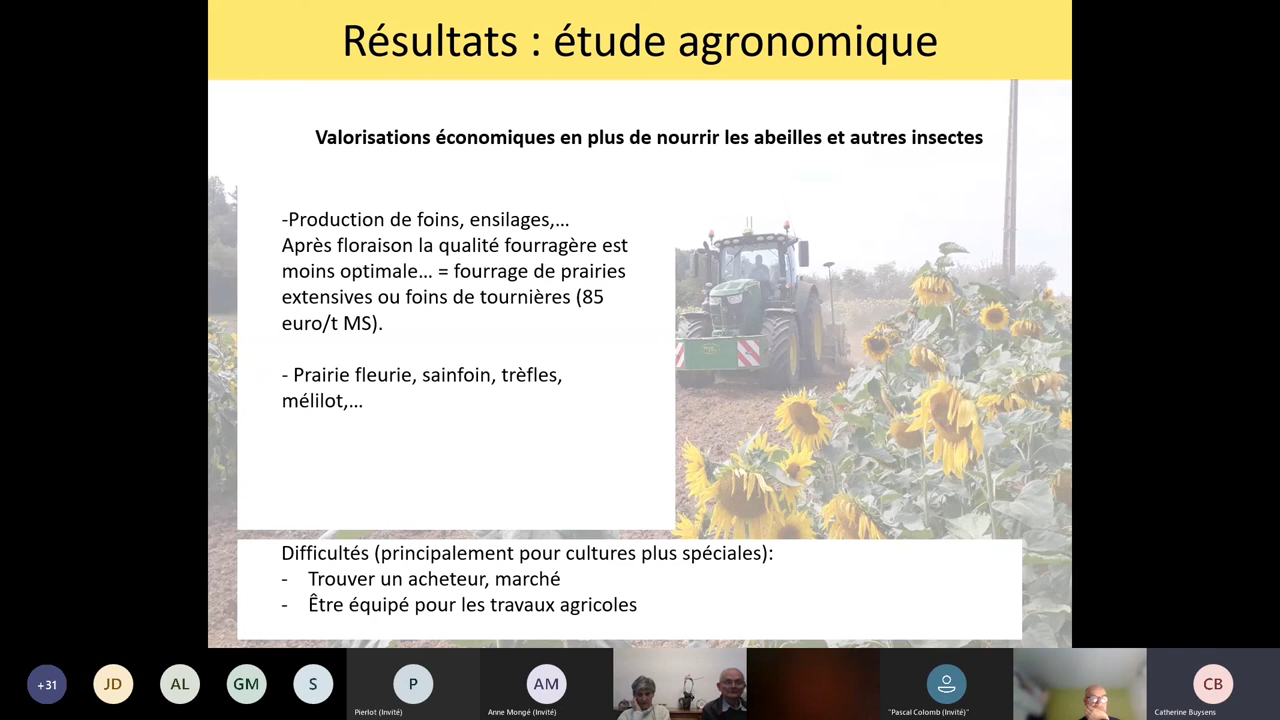 Résultats : étude agronomique
Valorisations économiques en plus de nourrir les abeilles et autres insectes
-Production de foins, ensilages,...
Après floraison la qualité fourragère est
moins optimale... = fourrage de prairies
extensives ou foins de tournières (85
euro/t MS).
- Prairie fleurie, sainfoin, trèfles,
mélilot,...
Difficultés (principalement pour cultures plus spéciales):
- Trouver un acheteur, marché
- Être équipé pour les travaux agricoles
+31
JD
AL
GM
S
P
Pierlot (Invité)
AM
Anne Mongé (Invité)
"Pascal Colomb (Invité)"
CB
Catherine Buysens